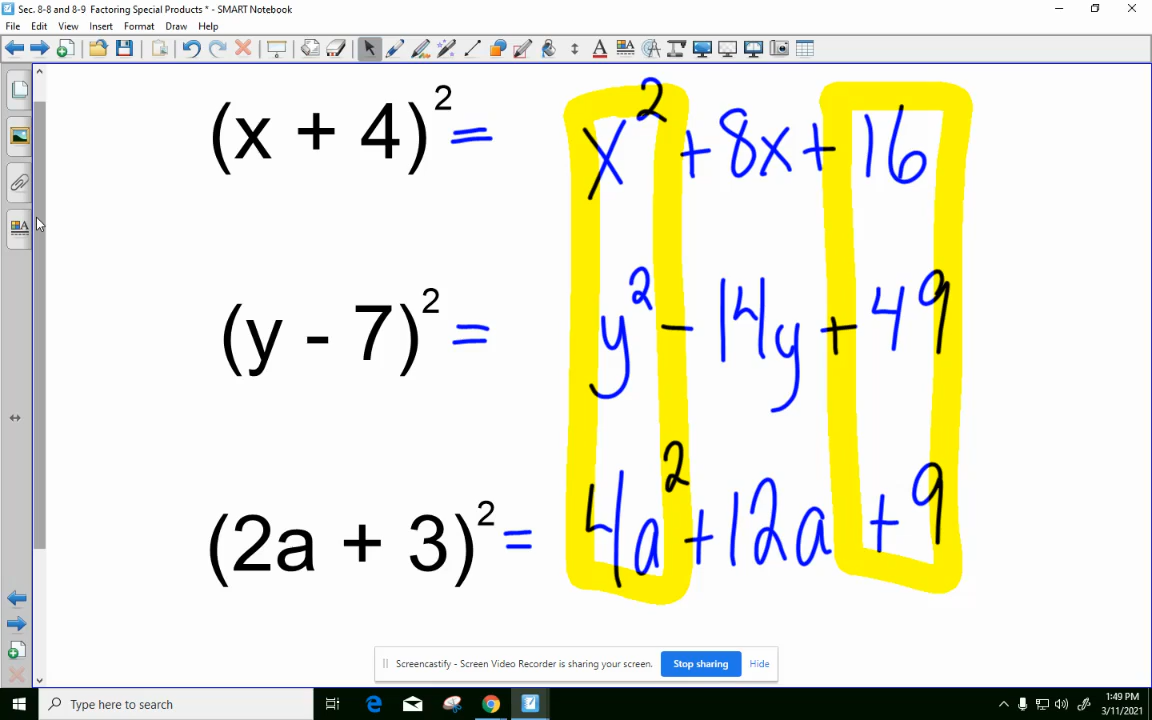 Sec. 8-8 and 8-9 Factoring Special Products * - SMART Notebook
File Edit View Insert Format Draw Help
(x + 4)² = x² + 8x + 16
(y - 7)² = y² - 14y + 49
(2a + 3)² = 4a² + 12a + 9
Screencastify - Screen Video Recorder is sharing your screen. Stop sharing Hide
Type here to search
1:49 PM
3/11/2021